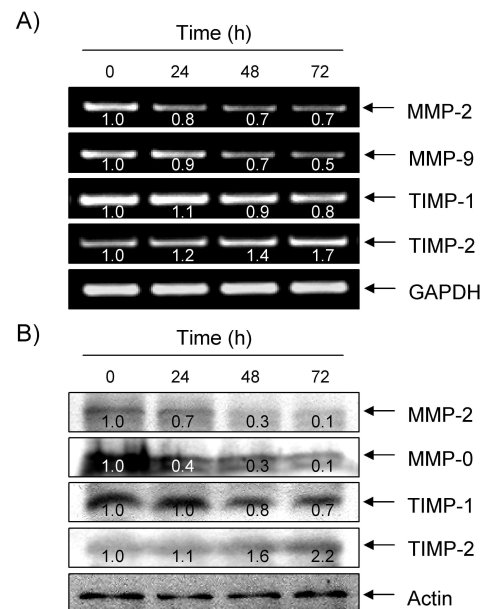 A)
Time (h)
0 24 48 72
1.0 0.8 0.7 0.7 MMP-2
1.0 0.9 0.7 0.5 MMP-9
1.0 1.1 0.9 0.8 TIMP-1
1.0 1.2 1.4 1.7 TIMP-2
GAPDH
B)
Time (h)
0 24 48 72
1.0 0.7 0.3 0.1 MMP-2
1.0 0.4 0.3 0.1 MMP-0
1.0 1.0 0.8 0.7 TIMP-1
1.0 1.1 1.6 2.2 TIMP-2
Actin